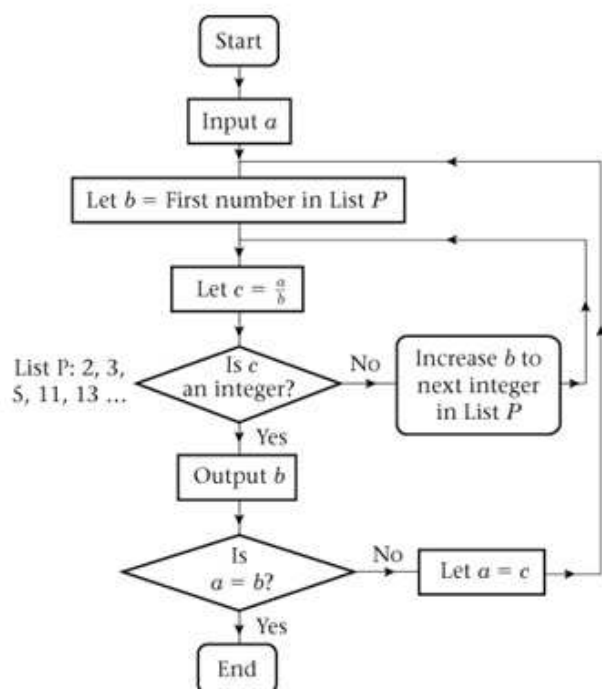 Start
Input a
Let b = First number in List P
Let c = a/b
List P: 2, 3,
5, 11, 13 ...
Is c
an integer?
No
Increase b to
next integer
in List P
Yes
Output b
Is
a = b?
No
Let a = c
Yes
End